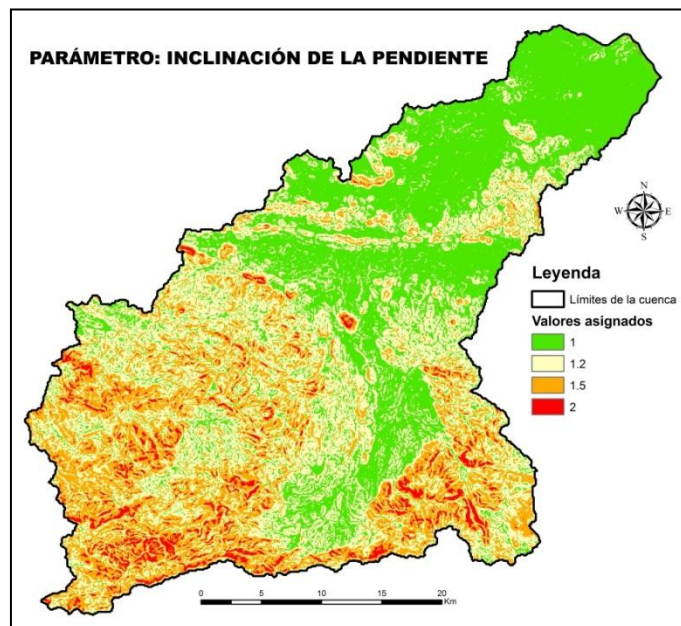 PARÁMETRO: INCLINACIÓN DE LA PENDIENTE
N
W E
S
Leyenda
Límites de la cuenca
Valores asignados
1
1.2
1.5
2
0 5 10 15 20
Km